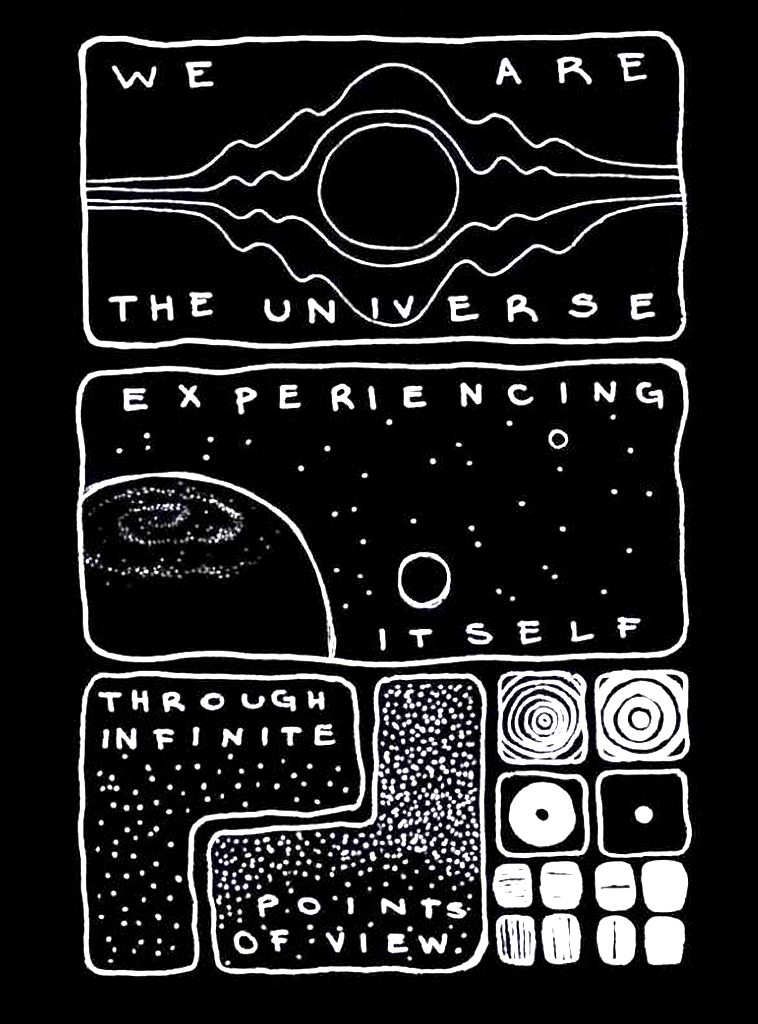 WE ARE
THE UNIVERSE
EXPERIENCING
ITSELF
THROUGH
INFINITE
POINTS
OF VIEW.